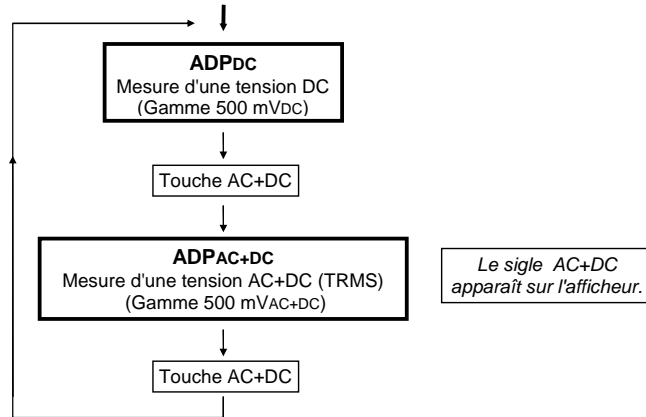 ADPDC
Mesure d'une tension DC
(Gamme 500 mVDC)
Touche AC+DC
ADPAC+DC
Mesure d'une tension AC+DC (TRMS)
(Gamme 500 mVAC+DC)
Le sigle AC+DC
apparaît sur l'afficheur.
Touche AC+DC